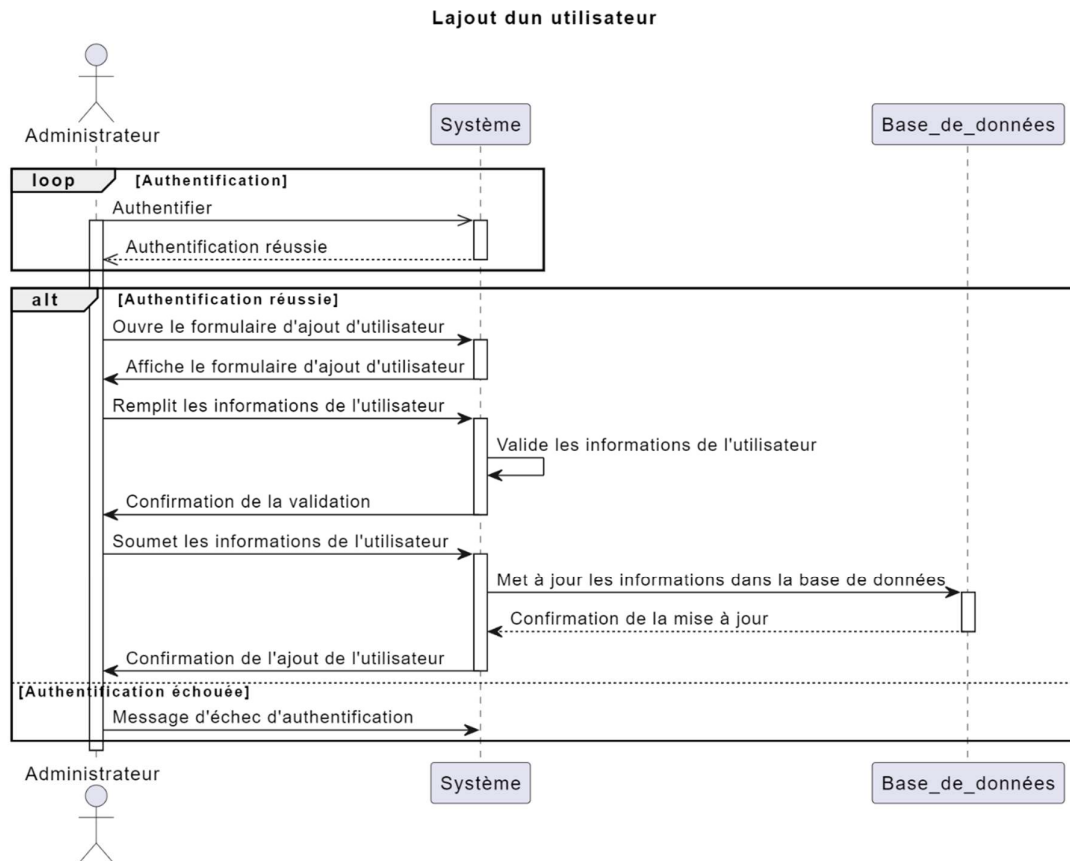 Lajout dun utilisateur
Administrateur
Système
Base_de_données
loop
[Authentification]
Authentifier
Authentification réussie
alt
[Authentification réussie]
Ouvre le formulaire d'ajout d'utilisateur
Affiche le formulaire d'ajout d'utilisateur
Remplit les informations de l'utilisateur
Valide les informations de l'utilisateur
Confirmation de la validation
Soumet les informations de l'utilisateur
Met à jour les informations dans la base de données
Confirmation de la mise à jour
Confirmation de l'ajout de l'utilisateur
[Authentification échouée]
Message d'échec d'authentification
Administrateur
Système
Base_de_données